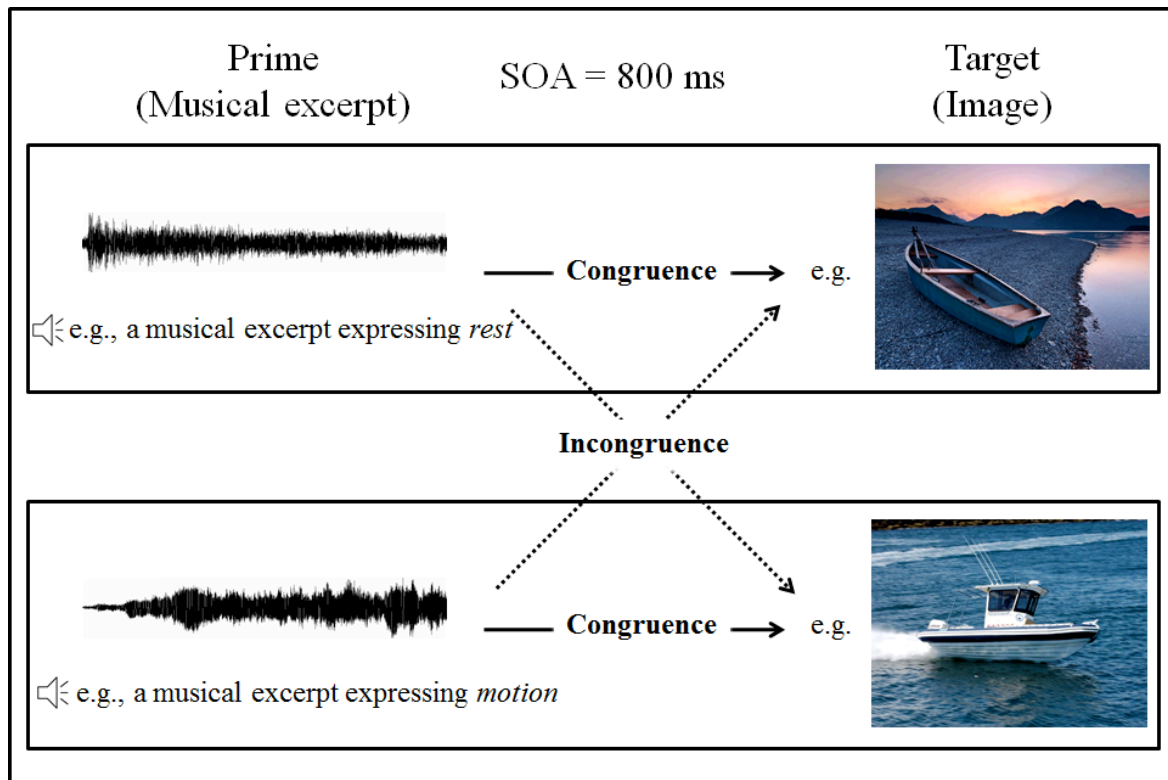 Prime
(Musical excerpt)
SOA = 800 ms
Target
(Image)
Congruence
e.g.
e.g., a musical excerpt expressing rest
Incongruence
Congruence
e.g.
e.g., a musical excerpt expressing motion